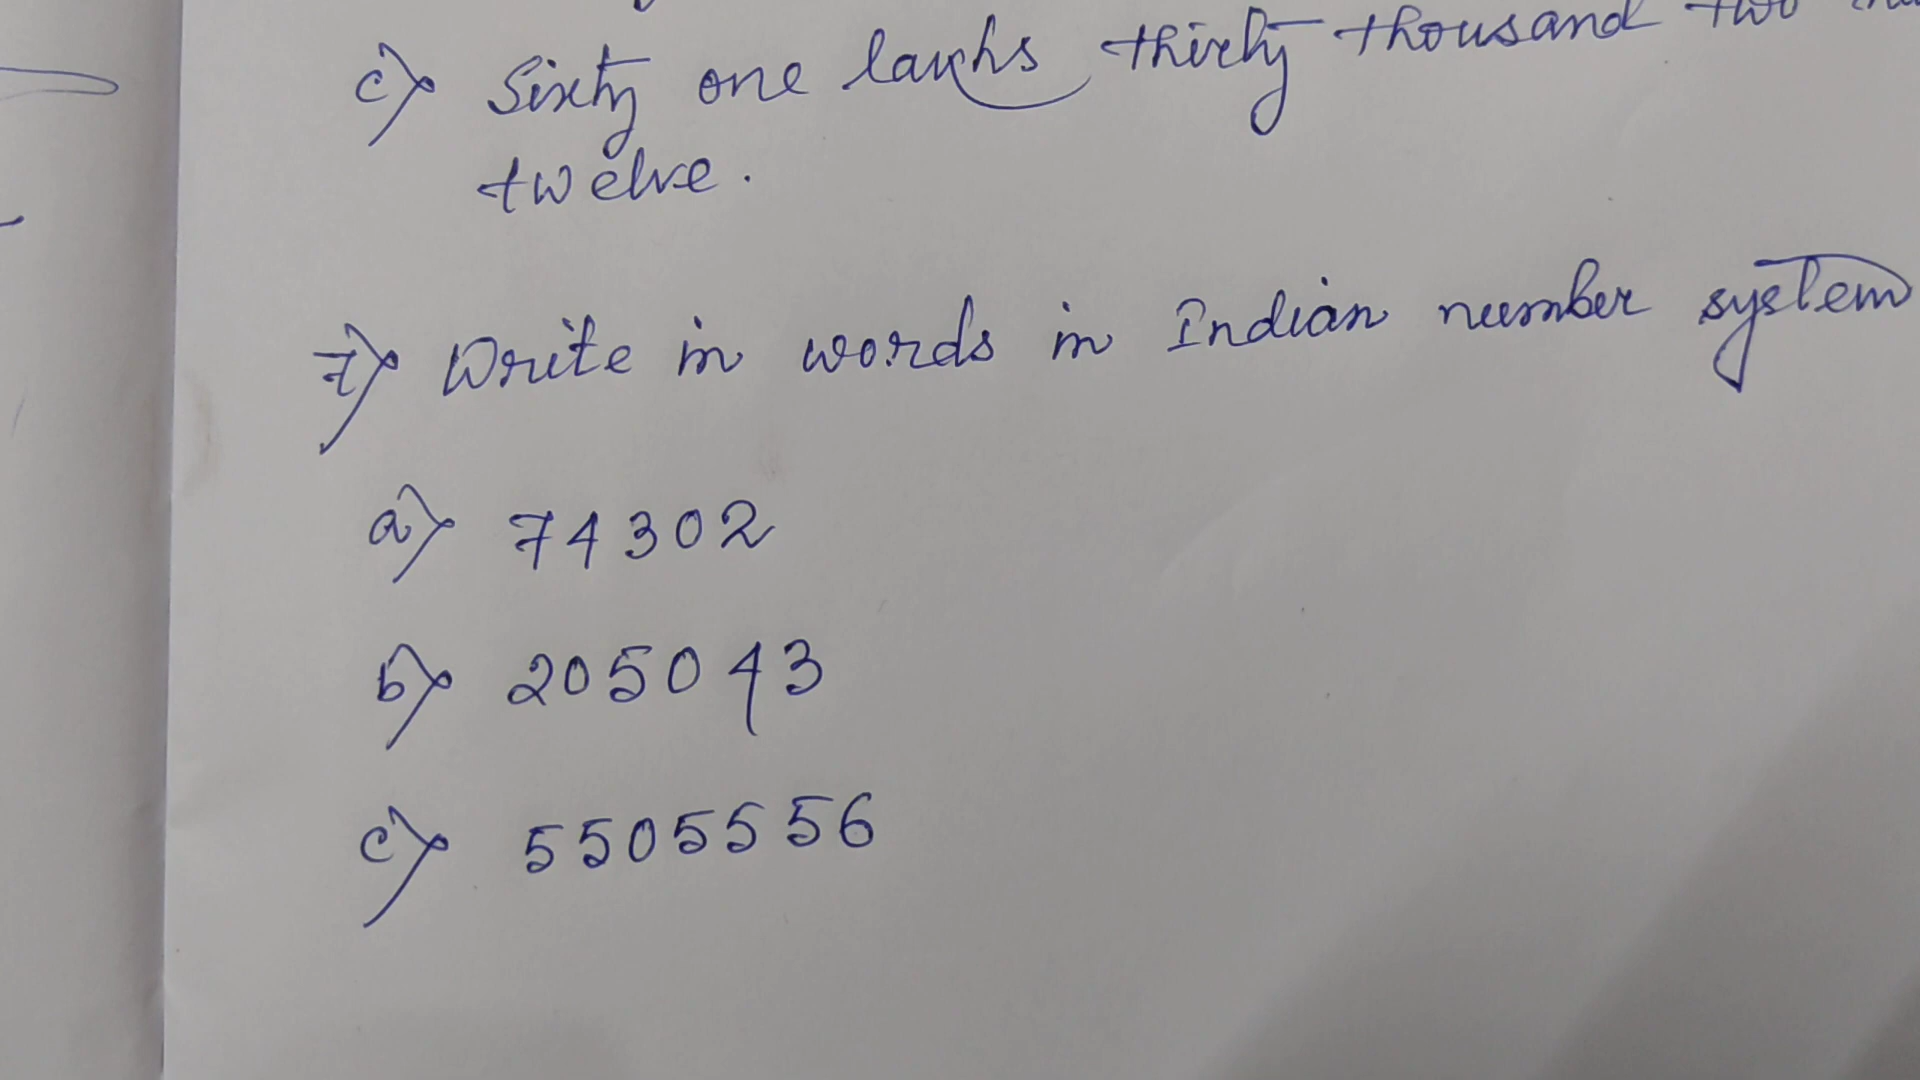 c) Sixty one lakhs thirty thousand two
twelve.
7) Write in words in Indian number system
a) 74302
b) 205043
c) 5505556